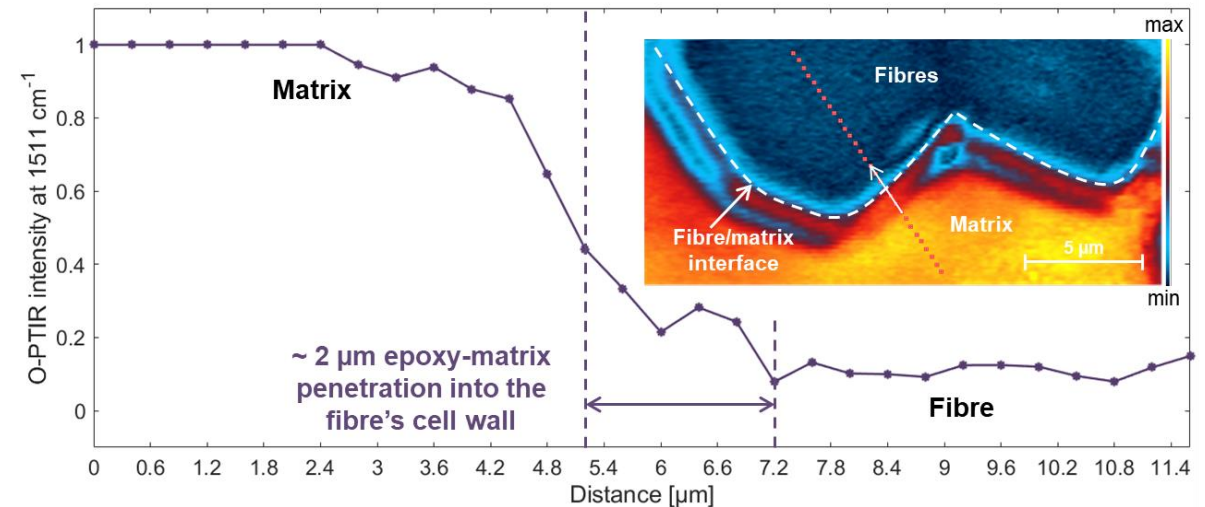 O-PTIR intensity at 1511 cm-1
1
0.8
0.6
0.4
0.2
0
Matrix
~ 2 µm epoxy-matrix
penetration into the
fibre's cell wall
Fibre
max
Fibres
Matrix
Fibre/matrix
interface
5 µm
min
0 0.6 1.2 1.8 2.4 3 3.6 4.2 4.8 5.4 6 6.6 7.2 7.8 8.4 9 9.6 10.2 10.8 11.4
Distance [µm]